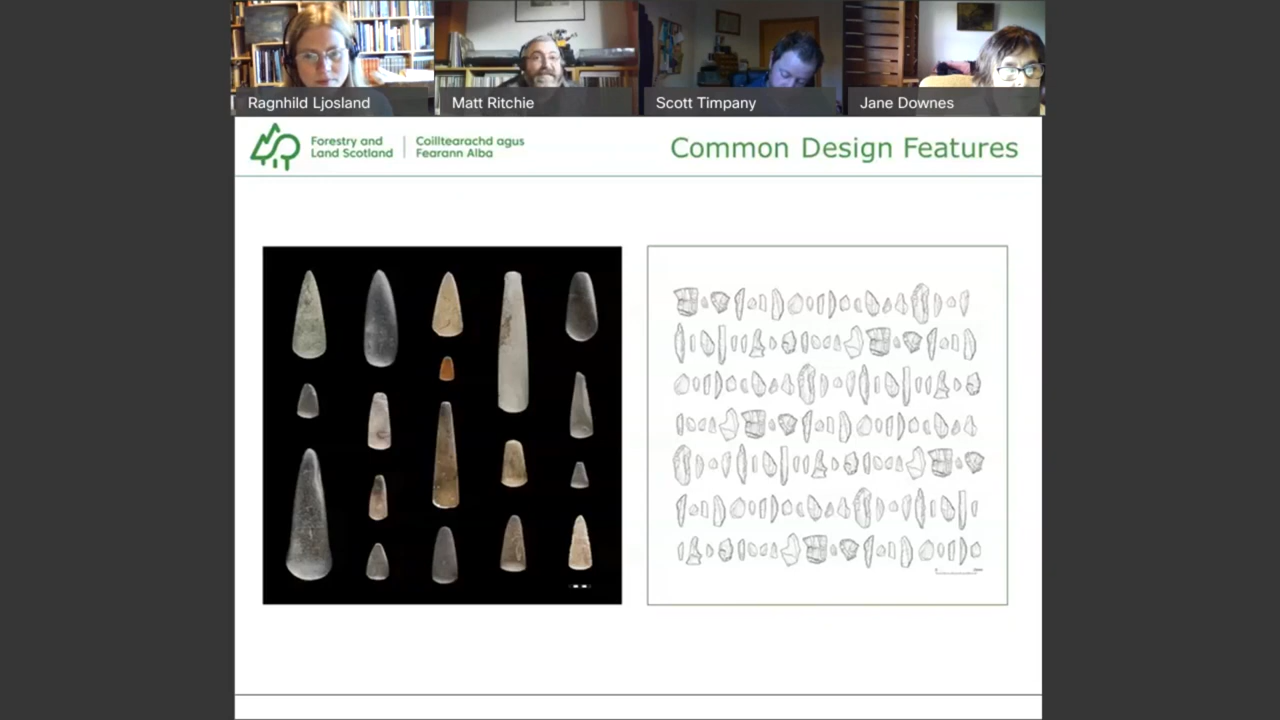 Ragnhild Ljosland
Matt Ritchie
Scott Timpany
Jane Downes
Forestry and
Land Scotland
Coilltearachd agus
Fearann Alba
Common Design Features